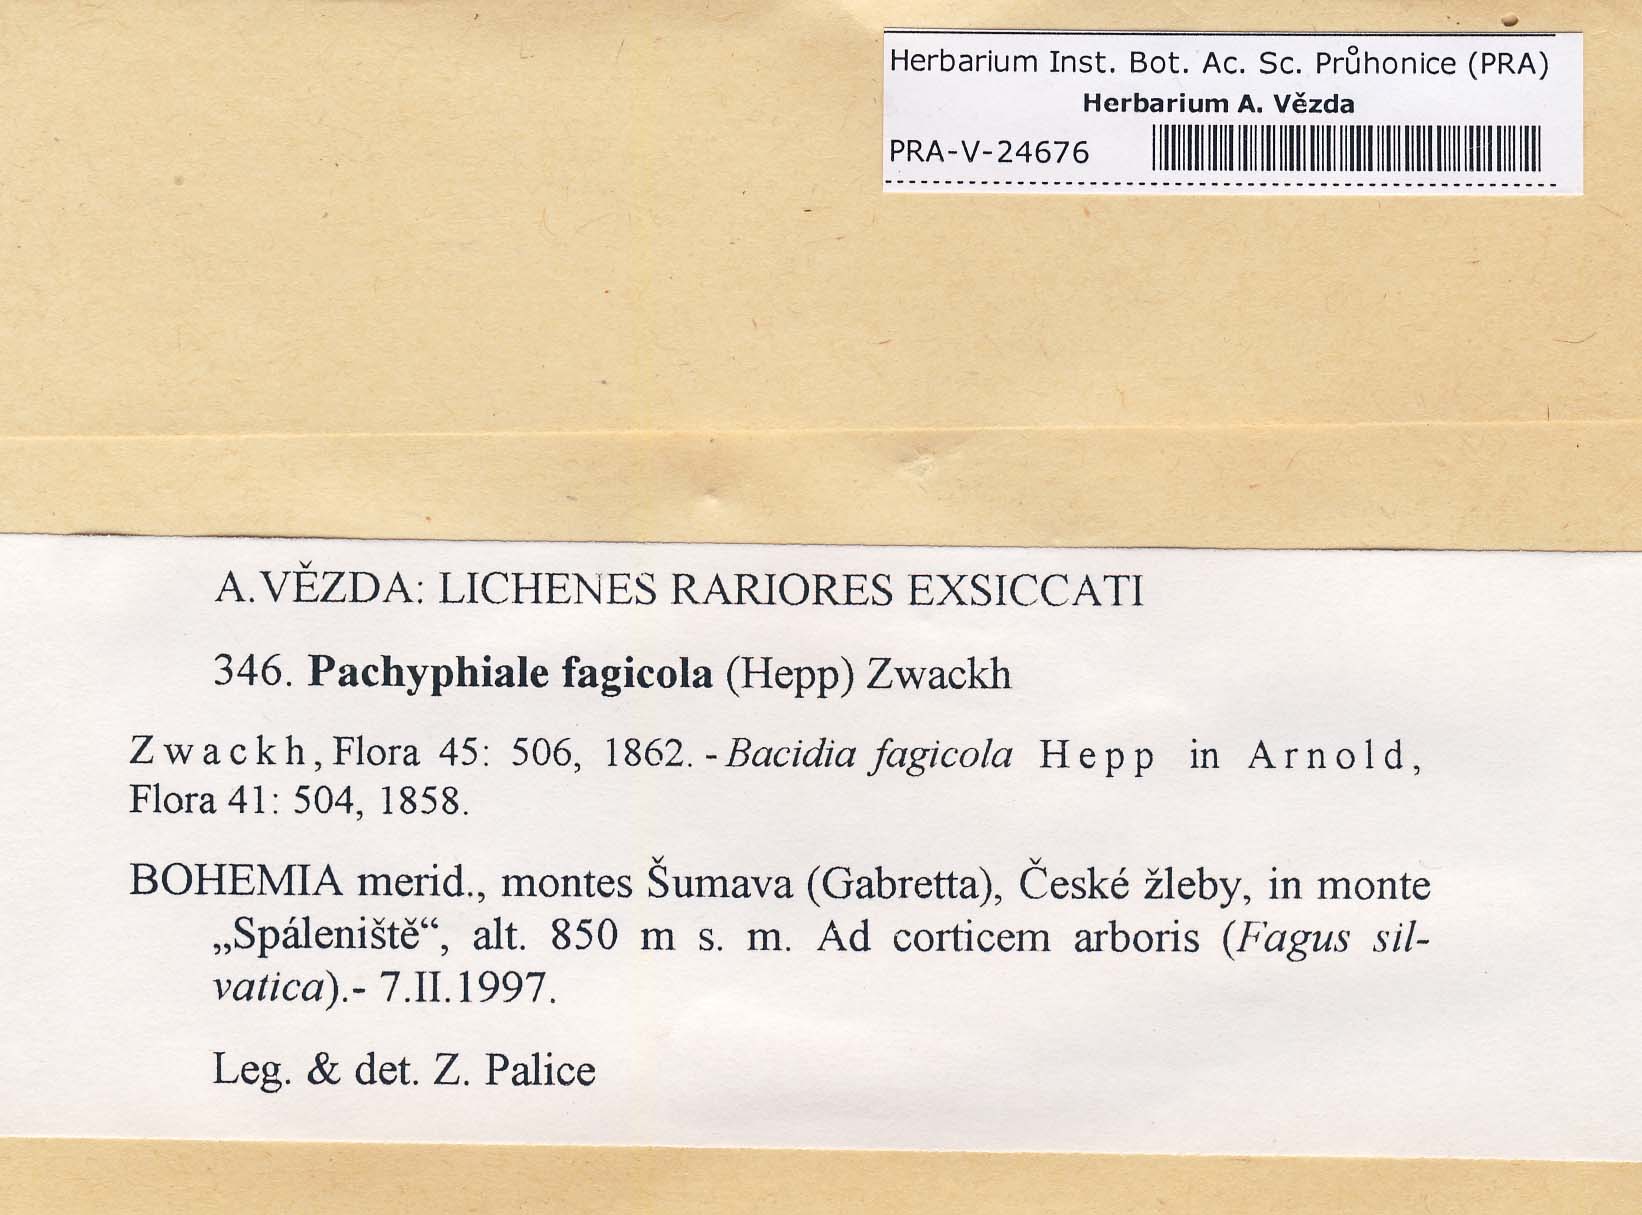 Herbarium Inst. Bot. Ac. Sc. Průhonice (PRA)
Herbarium A. Vězda
PRA-V-24676
A. VĚZDA: LICHENES RARIORES EXSICCATI
346. Pachyphiale fagicola (Hepp) Zwackh
Zwackh, Flora 45: 506, 1862. - Bacidia fagicola Hepp in Arnold,
Flora 41: 504, 1858.
BOHEMIA merid., montes Šumava (Gabretta), České žleby, in monte
„Spáleniště“, alt. 850 m s. m. Ad corticem arboris (Fagus sil-
vatica).- 7.II.1997.
Leg. & det. Z. Palice